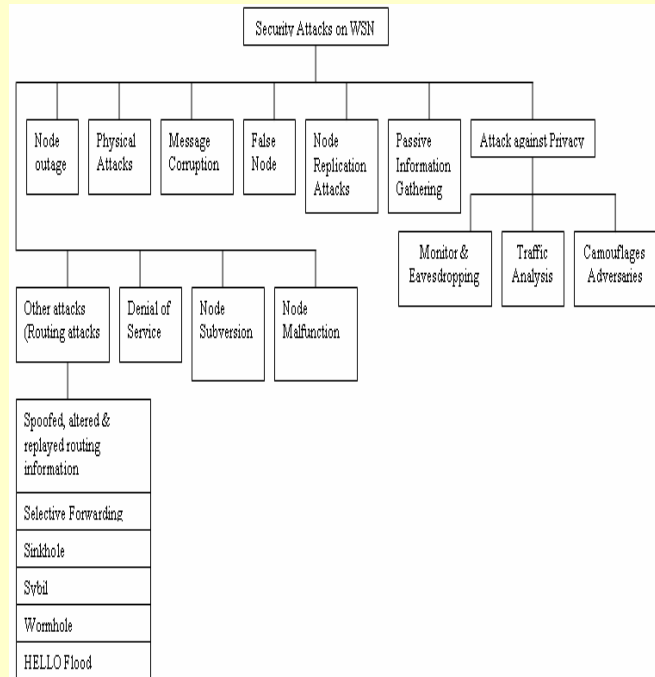 Security Attacks on WSN
Node
outage
Physical
Attacks
Message
Corruption
False
Node
Node
Replication
Attacks
Passive
Information
Gathering
Attack against Privacy
Monitor &
Eavesdropping
Traffic
Analysis
Camouflages
Adversaries
Other attacks
(Routing attacks
Denial of
Service
Node
Subversion
Node
Malfunction
Spoofed, altered &
replayed routing
information
Selective Forwarding
Sinkhole
Sybil
Wormhole
HELLO Flood